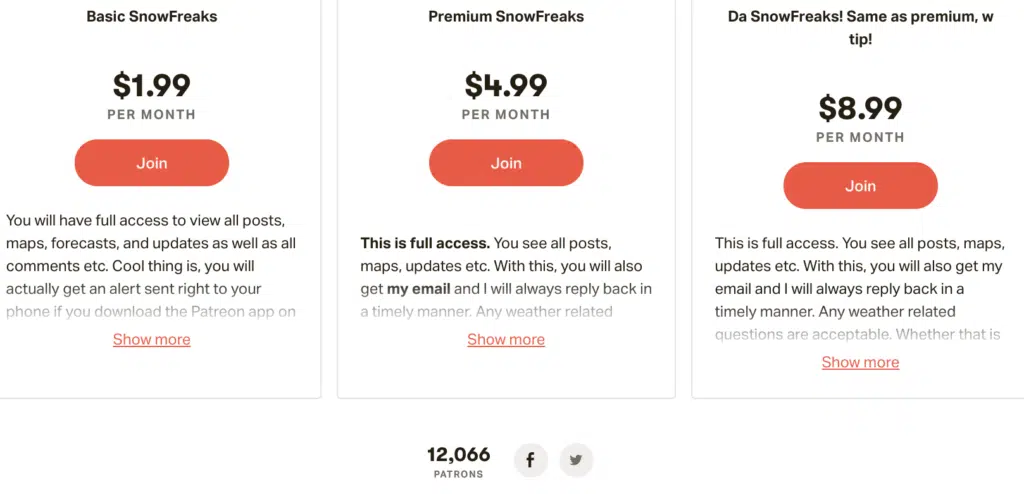 Basic SnowFreaks
$1.99
PER MONTH
Join
You will have full access to view all posts,
maps, forecasts, and updates as well as all
comments etc. Cool thing is, you will
actually get an alert sent right to your
phone if you download the Patreon app on
Show more
Premium SnowFreaks
$4.99
PER MONTH
Join
This is full access. You see all posts,
maps, updates etc. With this, you will also
get my email and I will always reply back in
a timely manner. Any weather related
Show more
Da SnowFreaks! Same as premium, w
tip!
$8.99
PER MONTH
Join
This is full access. You see all posts, maps,
updates etc. With this, you will also get my
email and I will always reply back in a
timely manner. Any weather related
questions are acceptable. Whether that is
Show more
12,066
PATRONS